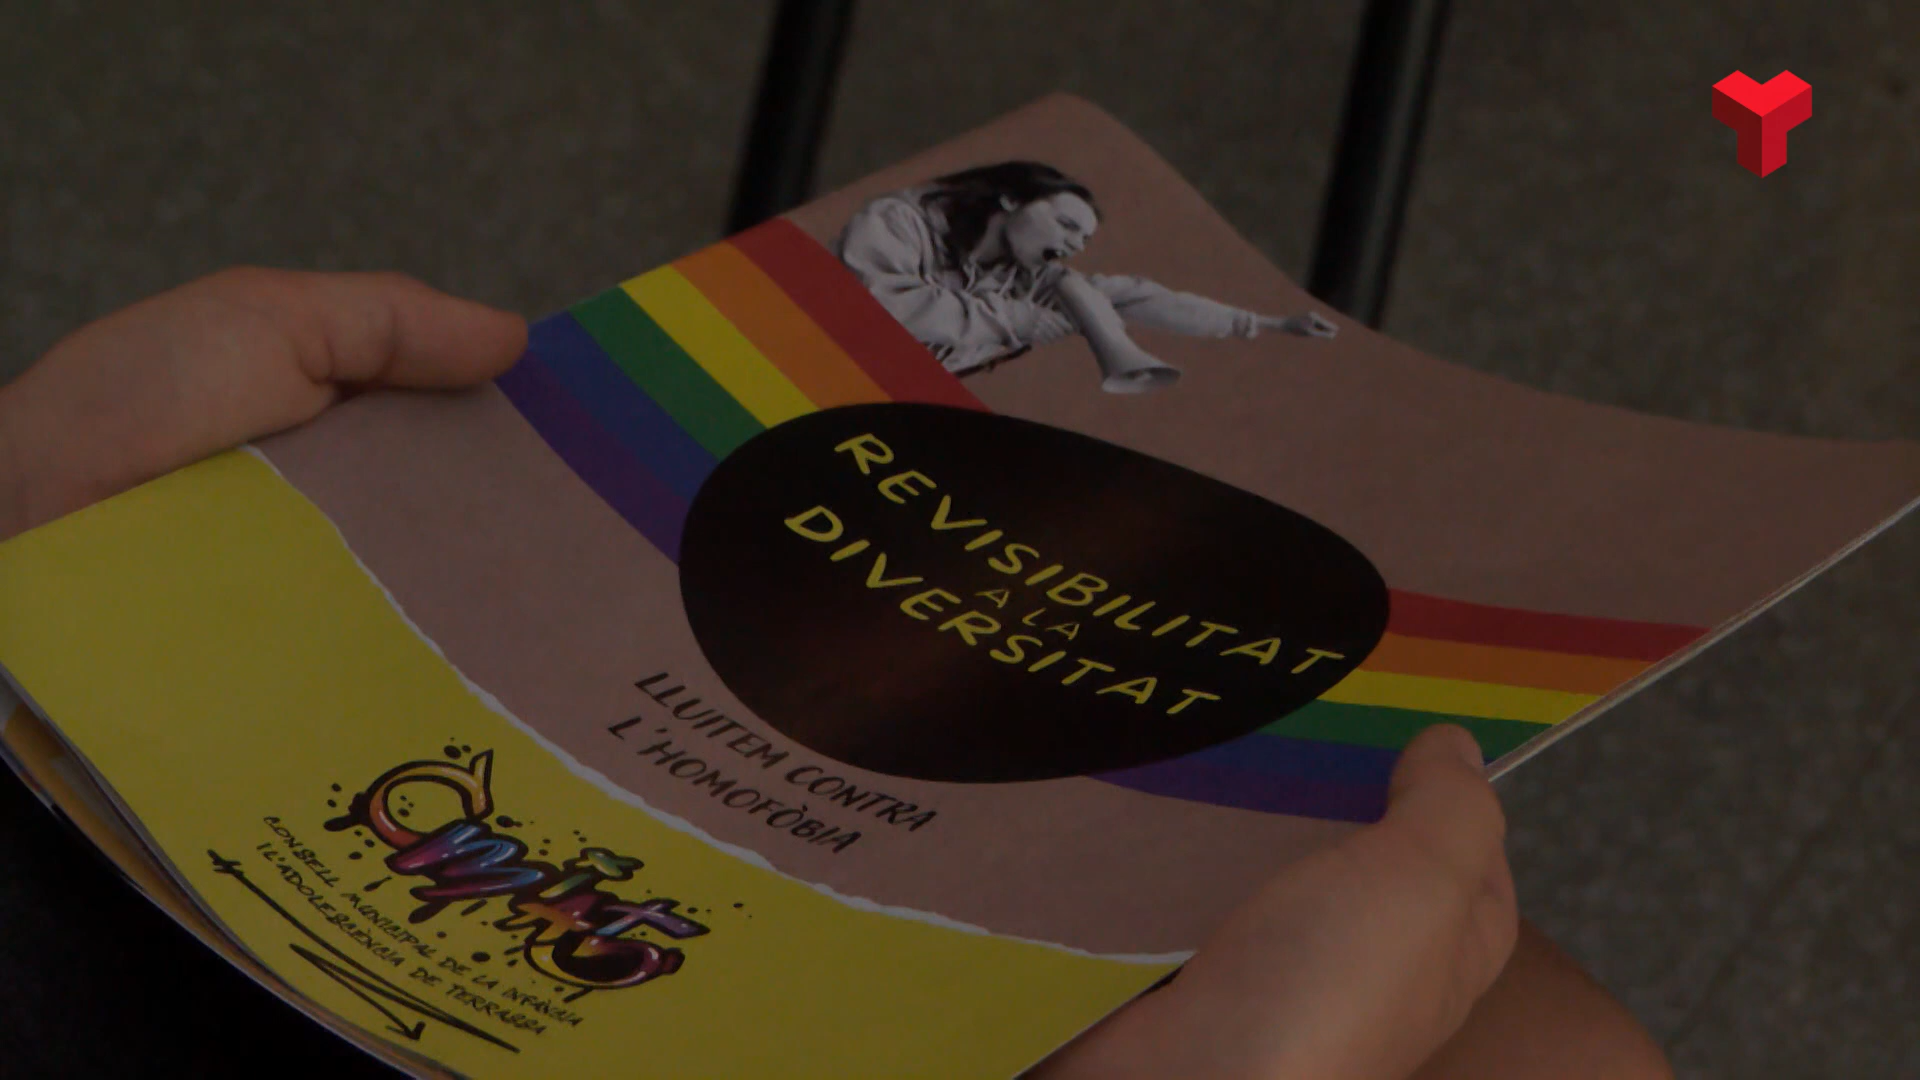 REVISIBILITAT
A LA
DIVERSITAT
LLUITEM CONTRA
L'HOMOFÒBIA
CONSELL MUNICIPAL DE LA INFÀNCIA
I L'ADOLESCÈNCIA DE TERRASSA